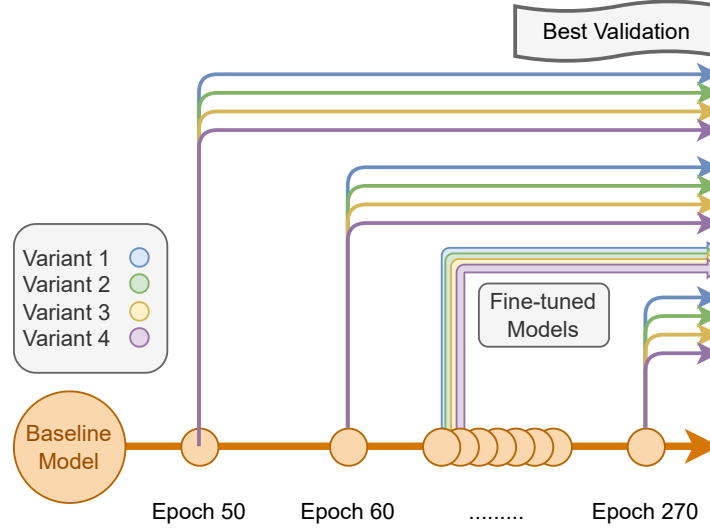 Best Validation
Variant 1
Variant 2
Variant 3
Variant 4
Fine-tuned
Models
Baseline
Model
Epoch 50
Epoch 60
.........
Epoch 270